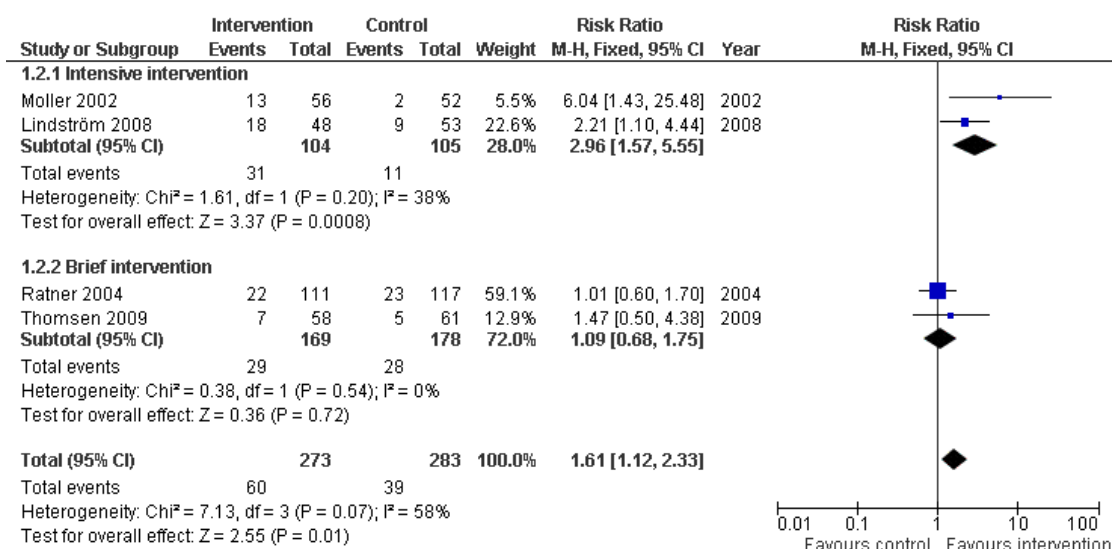 Intervention Control Risk Ratio Risk Ratio
Study or Subgroup Events Total Events Total Weight M-H, Fixed, 95% CI Year M-H, Fixed, 95% CI
1.2.1 Intensive intervention
Moller 2002 13 56 2 52 5.5% 6.04 [1.43, 25.48] 2002
Lindström 2008 18 48 9 53 22.6% 2.21 [1.10, 4.44] 2008
Subtotal (95% CI) 104 105 28.0% 2.96 [1.57, 5.55]
Total events 31 11
Heterogeneity: Chi² = 1.61, df = 1 (P = 0.20); I² = 38%
Test for overall effect: Z = 3.37 (P = 0.0008)
1.2.2 Brief intervention
Ratner 2004 22 111 23 117 59.1% 1.01 [0.60, 1.70] 2004
Thomsen 2009 7 58 5 61 12.9% 1.47 [0.50, 4.38] 2009
Subtotal (95% CI) 169 178 72.0% 1.09 [0.68, 1.75]
Total events 29 28
Heterogeneity: Chi² = 0.38, df = 1 (P = 0.54); I² = 0%
Test for overall effect: Z = 0.36 (P = 0.72)
Total (95% CI) 273 283 100.0% 1.61 [1.12, 2.33]
Total events 60 39
Heterogeneity: Chi² = 7.13, df = 3 (P = 0.07); I² = 58%
Test for overall effect: Z = 2.55 (P = 0.01)
0.01 0.1 1 10 100
Favours control Favours intervention